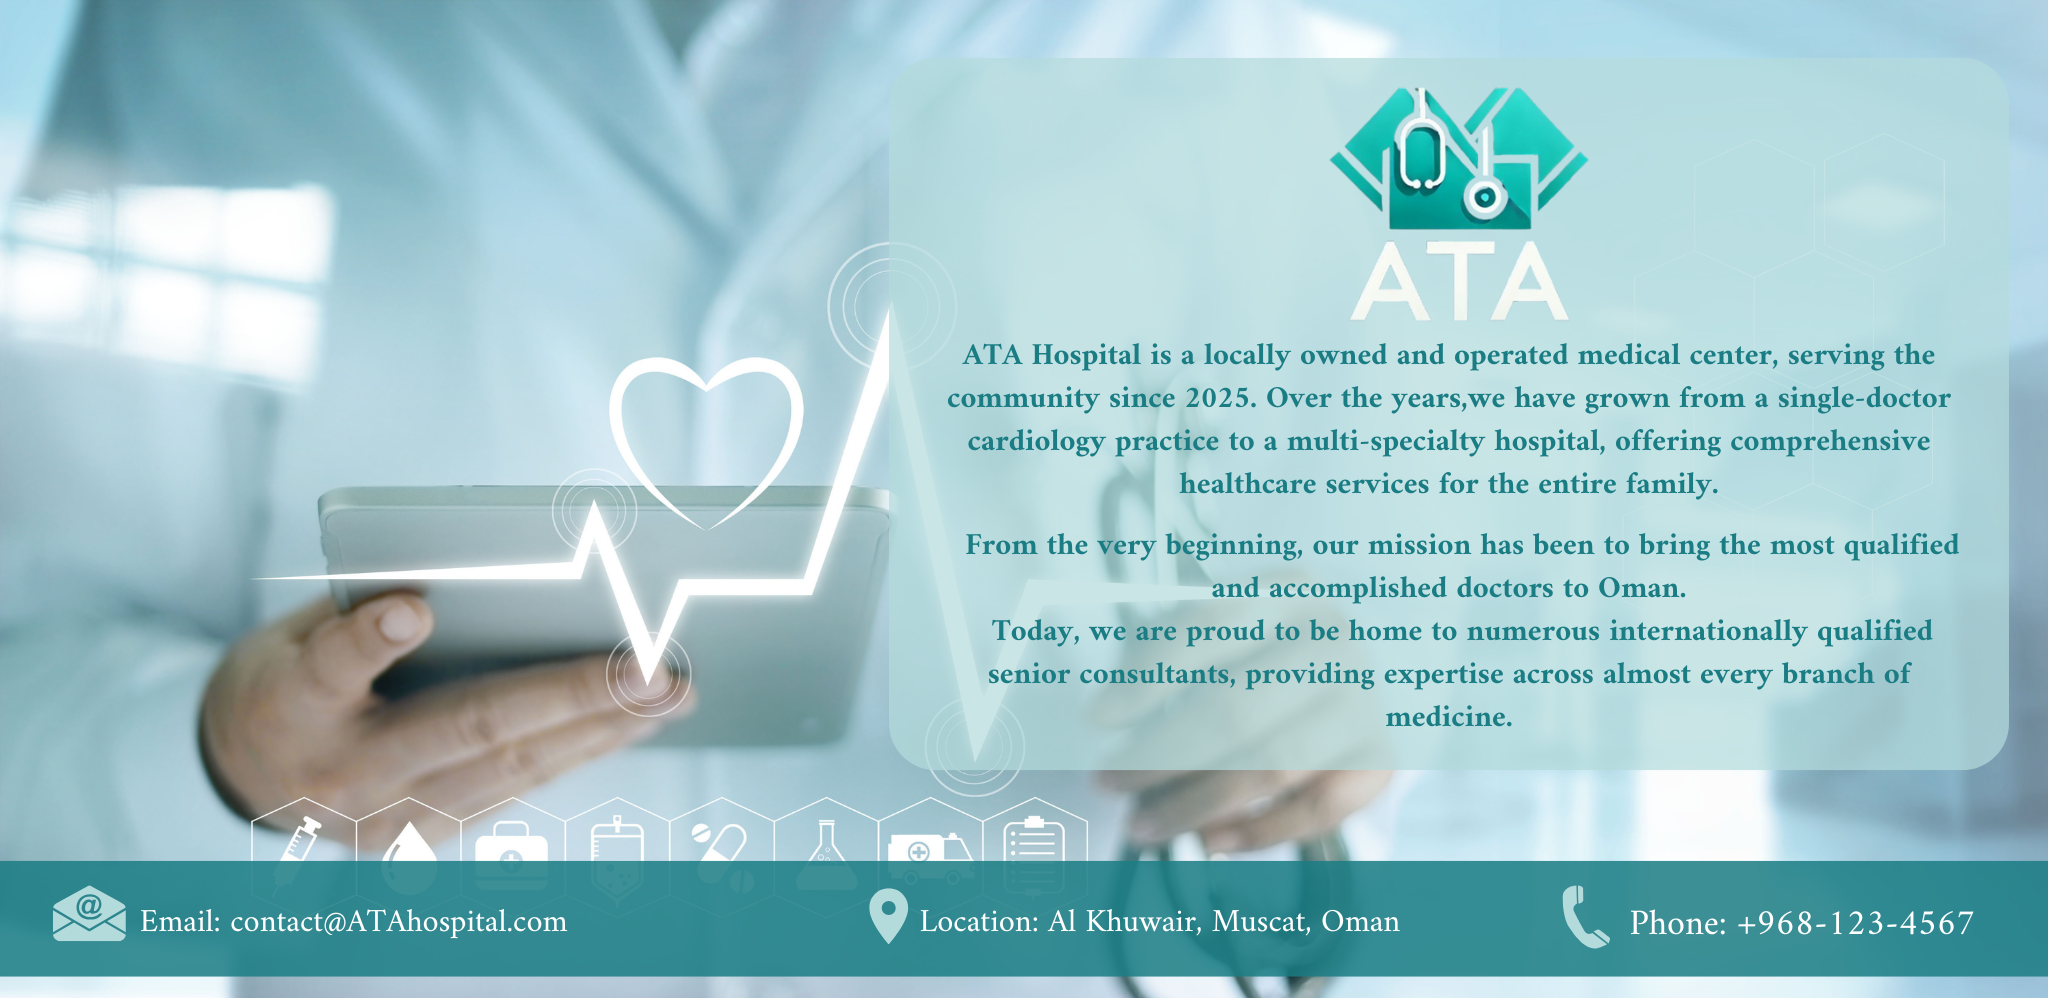 ATA
ATA Hospital is a locally owned and operated medical center, serving the
community since 2025. Over the years,we have grown from a single-doctor
cardiology practice to a multi-specialty hospital, offering comprehensive
healthcare services for the entire family.
From the very beginning, our mission has been to bring the most qualified
and accomplished doctors to Oman.
Today, we are proud to be home to numerous internationally qualified
senior consultants, providing expertise across almost every branch of
medicine.
Email: contact@ATAhospital.com
Location: Al Khuwair, Muscat, Oman
Phone: +968-123-4567